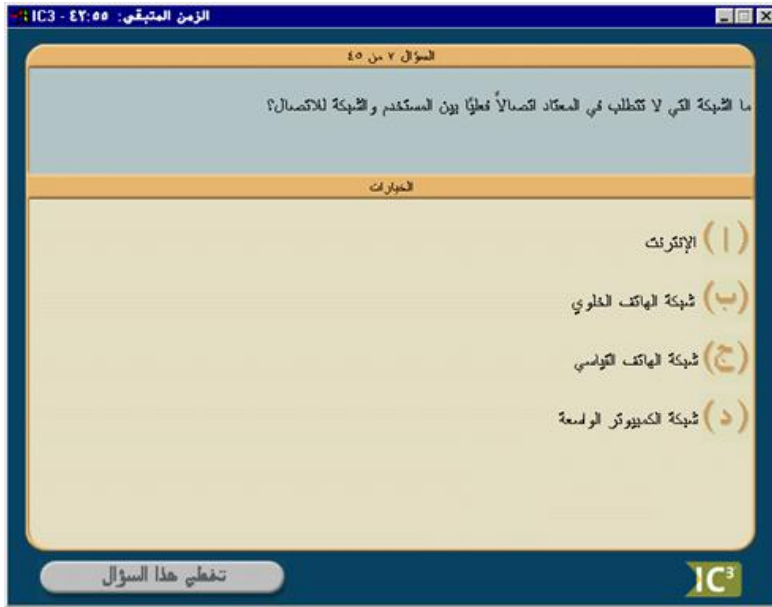 الزمن المتبقي: ٤٢:٥٥ - IC3
السؤال ٧ من ٤٥
ما الشبكة التي لا تتطلب في المعتاد اتصالاً فعليًا بين المستخدم والشبكة للاتصال؟
الخيارات
(ا) الإنترنت
(ب) شبكة الهاتف الخلوي
(ج) شبكة الهاتف القياسي
(د) شبكة الكمبيوتر الواسعة
تخطي هذا السؤال
IC³